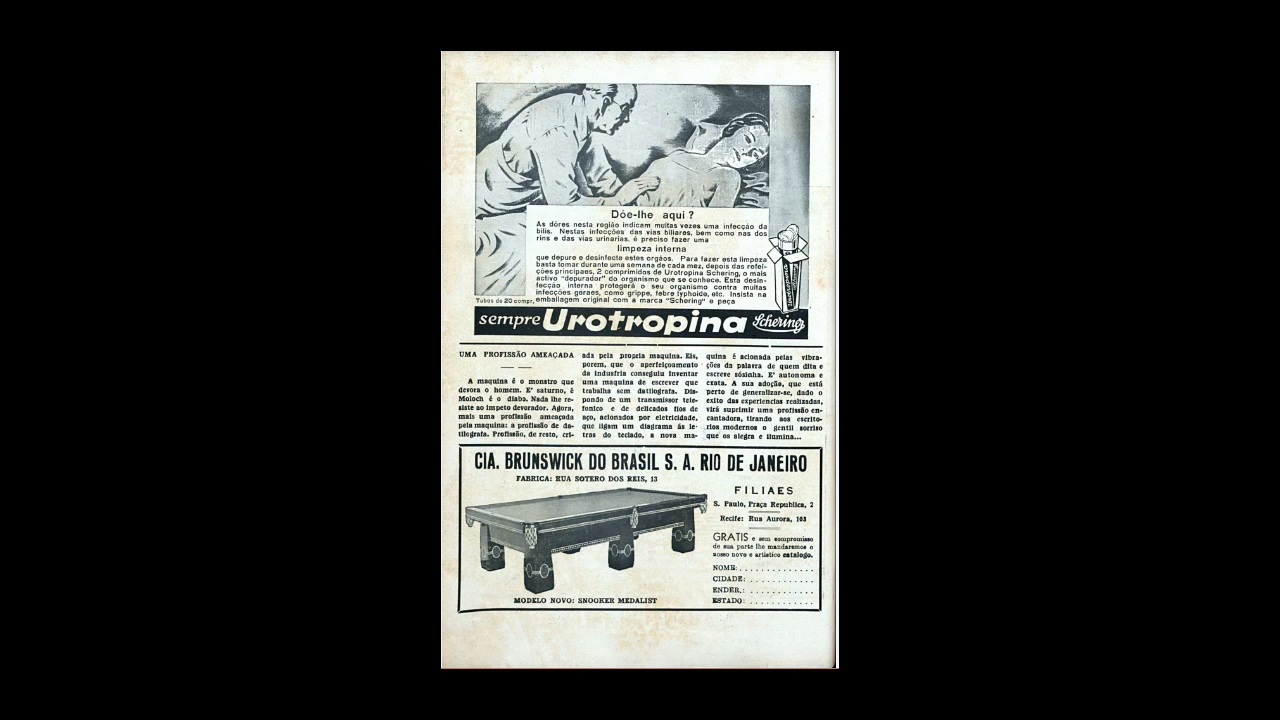 Dóe-lhe aqui ?
As dôres nesta região indicam muitas vezes uma infecção da
bilis. Nestas infecções das vias biliares, bem como nas dos
rins e das vias urinarias, é preciso fazer uma
limpeza interna
que depure e desinfecte estes orgãos. Para fazer esta limpeza
basta tomar durante uma semana de cada mez, depois das refei-
ções principaes, 2 comprimidos de Urotropina Schering, o mais
activo "depurador" do organismo que se conhece. Esta desin-
fecção interna protegerá o seu organismo contra muitas
infecções geraes, como grippe, febre typhoide, etc. Insista na
Tubos de 20 compr. emballagem original com a marca "Schering" e peça
sempre Urotropina Schering
UMA PROFISSÃO AMEAÇADA
A maquina é o monstro que
devora o homem. E' saturno, é
Moloch é o diabo. Nada lhe re-
siste ao impeto devorador. Agora,
mais uma profissão ameaçada
pela maquina: a profissão de da-
tilografa. Profissão, de resto, cri-
ada pela propria maquina. Eis,
porem, que o aperfeiçoamento
da industria conseguiu inventar
uma maquina de escrever que
trabalha sem datilografa. Dis-
pondo de um transmissor tele-
fonico e de delicados fios de
aço, acionados por eletricidade,
que ligam um diagrama ás le-
tras do teclado, a nova ma-
quina é acionada pelas vibra-
ções da palavra de quem dita e
escreve sósinha. E' autonoma e
exata. A sua adoção, que está
perto de generalizar-se, dado o
exito das experiencias realizadas,
virá suprimir uma profissão en-
cantadora, tirando aos escrito-
rios modernos o gentil sorriso
que os alegra e ilumina...
CIA. BRUNSWICK DO BRASIL S. A. RIO DE JANEIRO
FABRICA: RUA SOTERO DOS REIS, 13
FILIAES
S. Paulo, Praça Republica, 2
Recife: Rua Aurora, 103
GRATIS e sem compromisso
de sua parte lhe mandaremos o
nosso novo e artistico catalogo.
NOME: . . . . . . . . . . . . .
CIDADE: . . . . . . . . . . . .
ENDER.: . . . . . . . . . . . .
ESTADO: . . . . . . . . . . . .
MODELO NOVO: SNOOKER MEDALIST